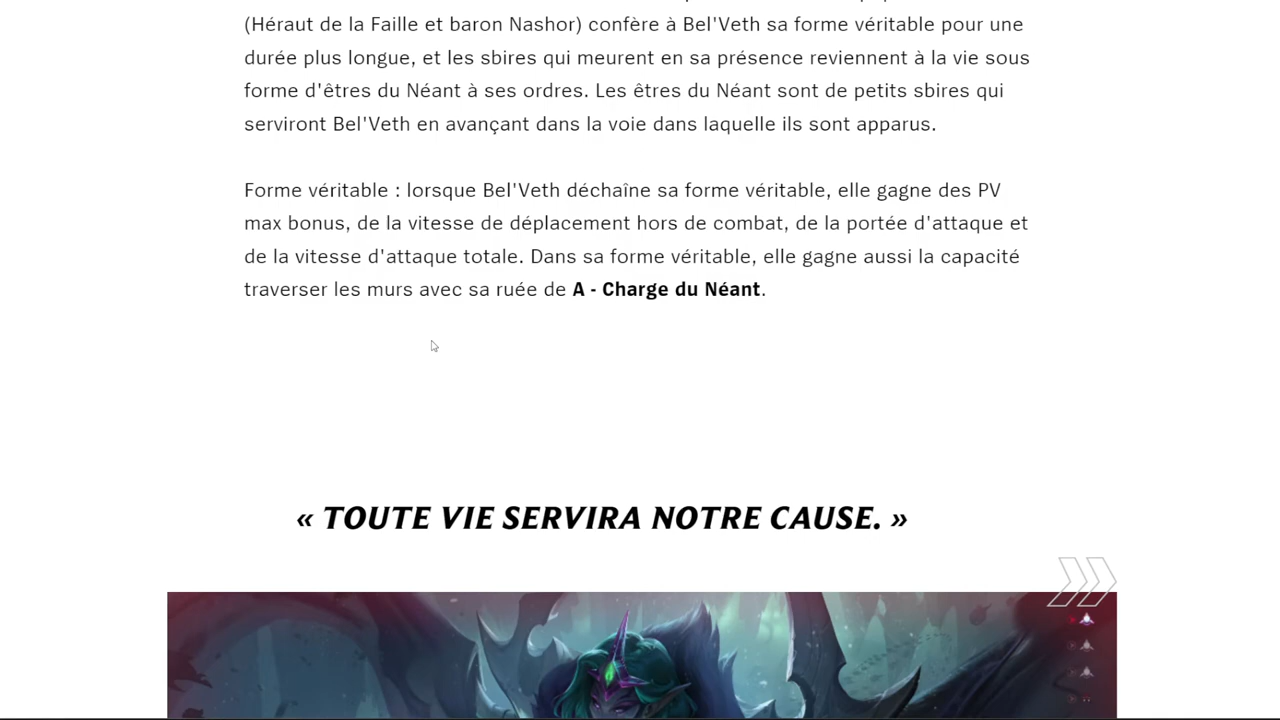 (Héraut de la Faille et baron Nashor) confère à Bel'Veth sa forme véritable pour une
durée plus longue, et les sbires qui meurent en sa présence reviennent à la vie sous
forme d'êtres du Néant à ses ordres. Les êtres du Néant sont de petits sbires qui
serviront Bel'Veth en avançant dans la voie dans laquelle ils sont apparus.
Forme véritable : lorsque Bel'Veth déchaîne sa forme véritable, elle gagne des PV
max bonus, de la vitesse de déplacement hors de combat, de la portée d'attaque et
de la vitesse d'attaque totale. Dans sa forme véritable, elle gagne aussi la capacité
traverser les murs avec sa ruée de A - Charge du Néant.
« TOUTE VIE SERVIRA NOTRE CAUSE. »